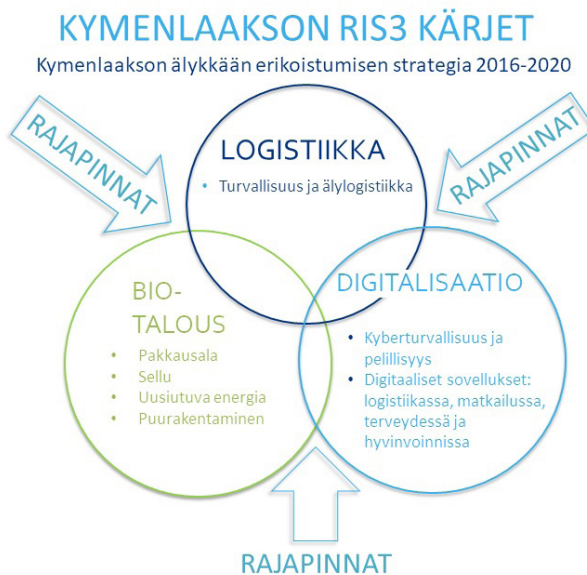 KYMENLAAKSON RIS3 KÄRJET
Kymenlaakson älykkään erikoistumisen strategia 2016-2020
RAJAPINNAT
RAJAPINNAT
LOGISTIIKKA
• Turvallisuus ja älylogistiikka
BIO-
TALOUS
• Pakkausala
• Sellu
• Uusiutuva energia
• Puurakentaminen
DIGITALISAATIO
• Kyberturvallisuus ja
pelillisyys
• Digitaaliset sovellukset:
logistiikassa, matkailussa,
terveydessä ja
hyvinvoinnissa
RAJAPINNAT